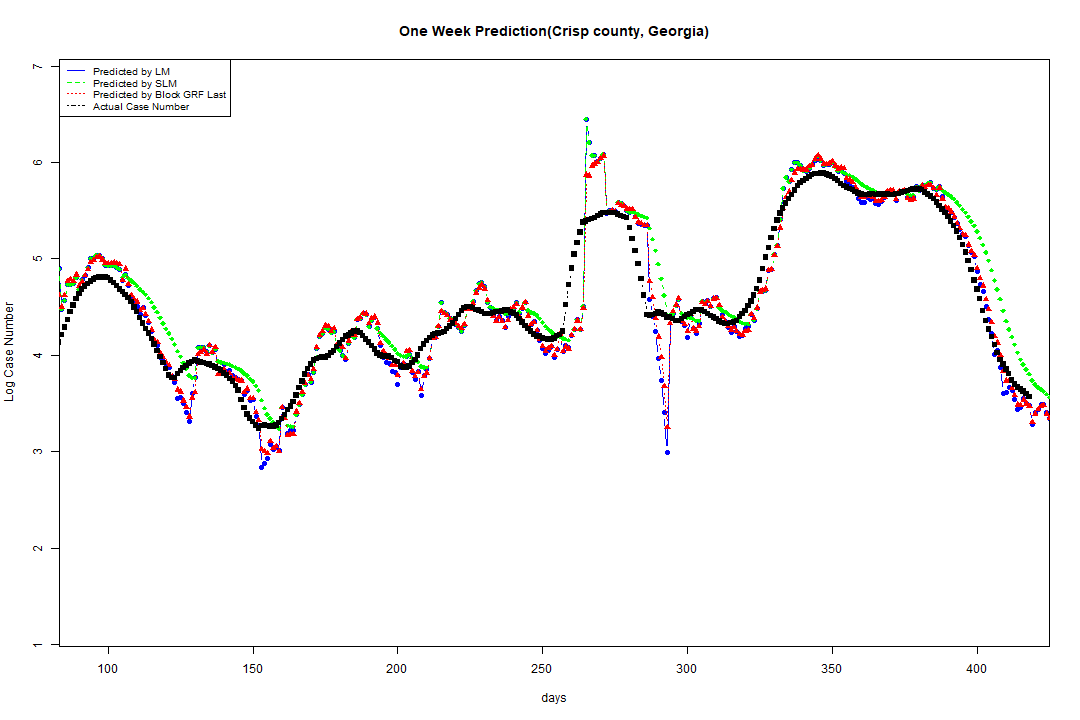 One Week Prediction(Crisp county, Georgia)
Predicted by LM
Predicted by SLM
Predicted by Block GRF Last
Actual Case Number
Log Case Number
7
6
5
4
3
2
1
100 150 200 250 300 350 400
days